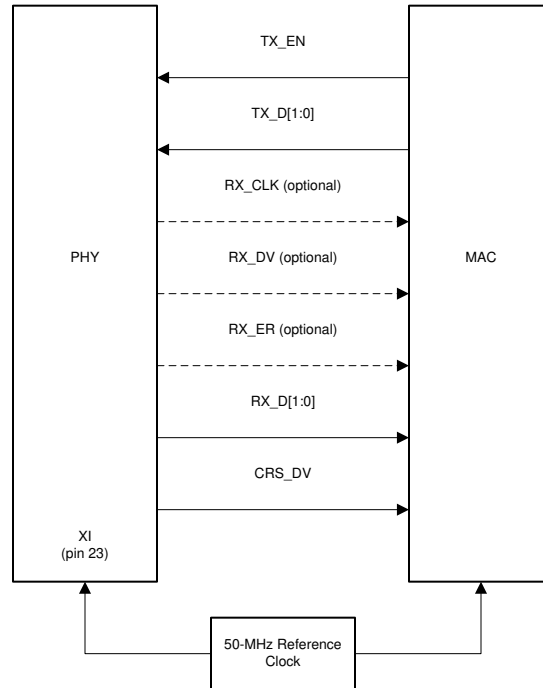 TX_EN
TX_D[1:0]
RX_CLK (optional)
PHY
RX_DV (optional)
MAC
RX_ER (optional)
RX_D[1:0]
CRS_DV
XI
(pin 23)
50-MHz Reference
Clock